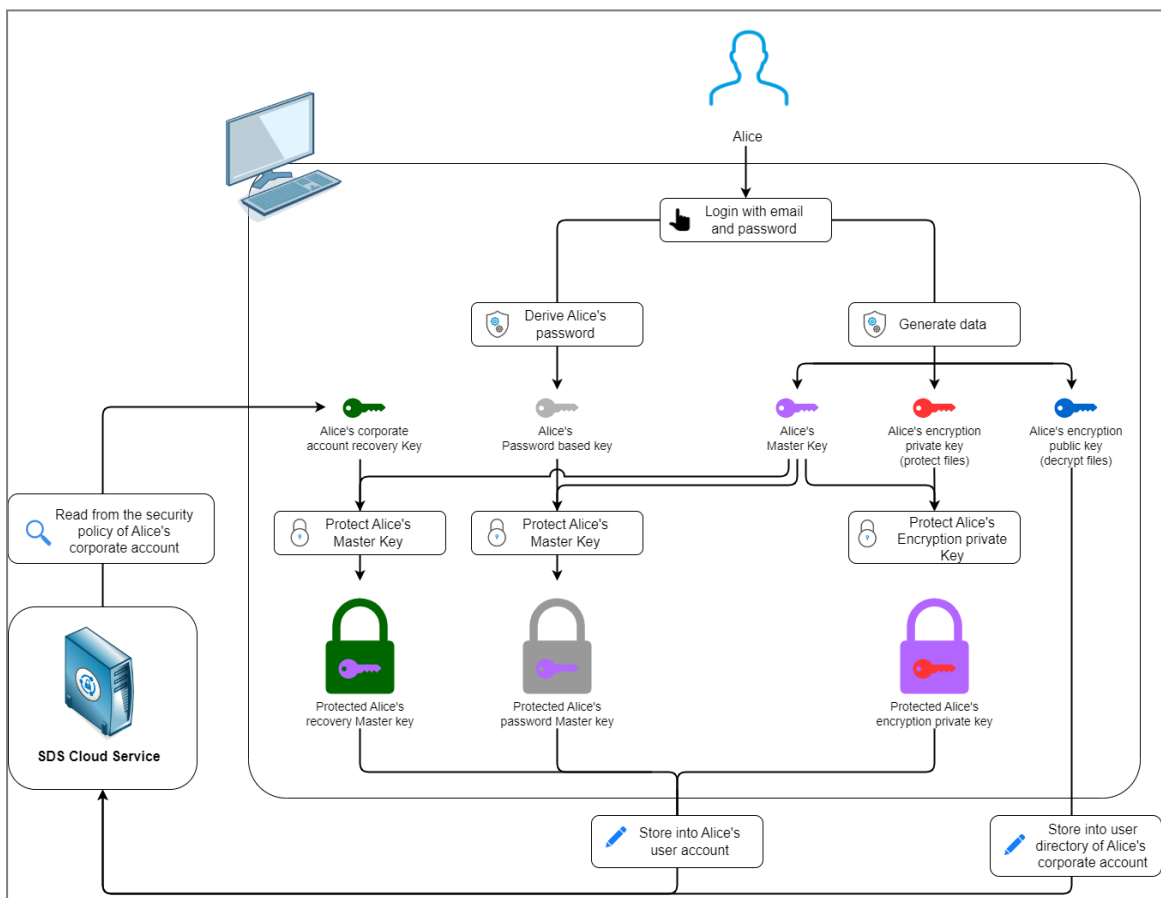 Alice
Login with email
and password
Derive Alice's
password
Generate data
Alice's corporate
account recovery Key
Alice's
Password based key
Alice's
Master Key
Alice's encryption
private key
(protect files)
Alice's encryption
public key
(decrypt files)
Read from the security
policy of Alice's
corporate account
Protect Alice's
Master Key
Protect Alice's
Master Key
Protect Alice's
Encryption private
Key
SDS Cloud Service
Protected Alice's
recovery Master key
Protected Alice's
password Master key
Protected Alice's
encryption private key
Store into Alice's
user account
Store into user
directory of Alice's
corporate account